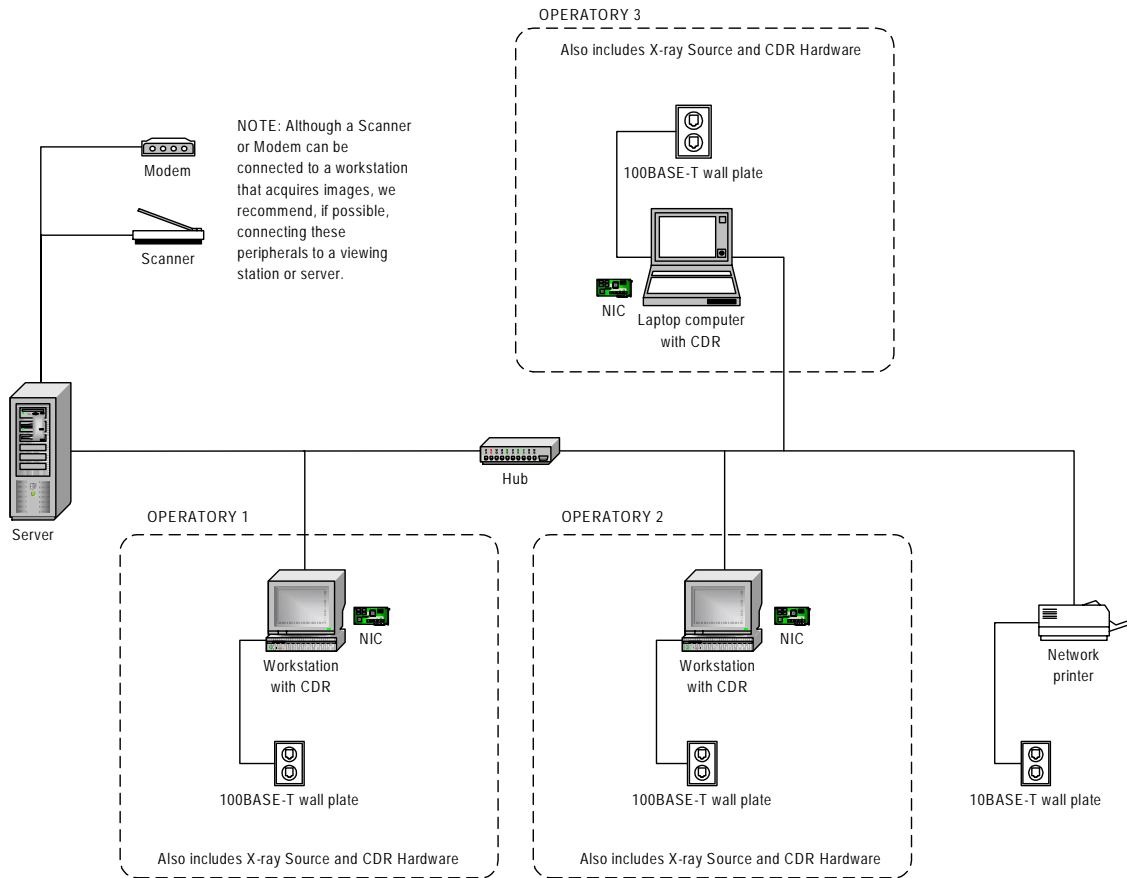 OPERATORY 3
Also includes X-ray Source and CDR Hardware
100BASE-T wall plate
NIC
Laptop computer
with CDR
Modem
Scanner
NOTE: Although a Scanner
or Modem can be
connected to a workstation
that acquires images, we
recommend, if possible,
connecting these
peripherals to a viewing
station or server.
Server
Hub
OPERATORY 1
NIC
Workstation
with CDR
100BASE-T wall plate
Also includes X-ray Source and CDR Hardware
OPERATORY 2
NIC
Workstation
with CDR
100BASE-T wall plate
Also includes X-ray Source and CDR Hardware
Network
printer
10BASE-T wall plate